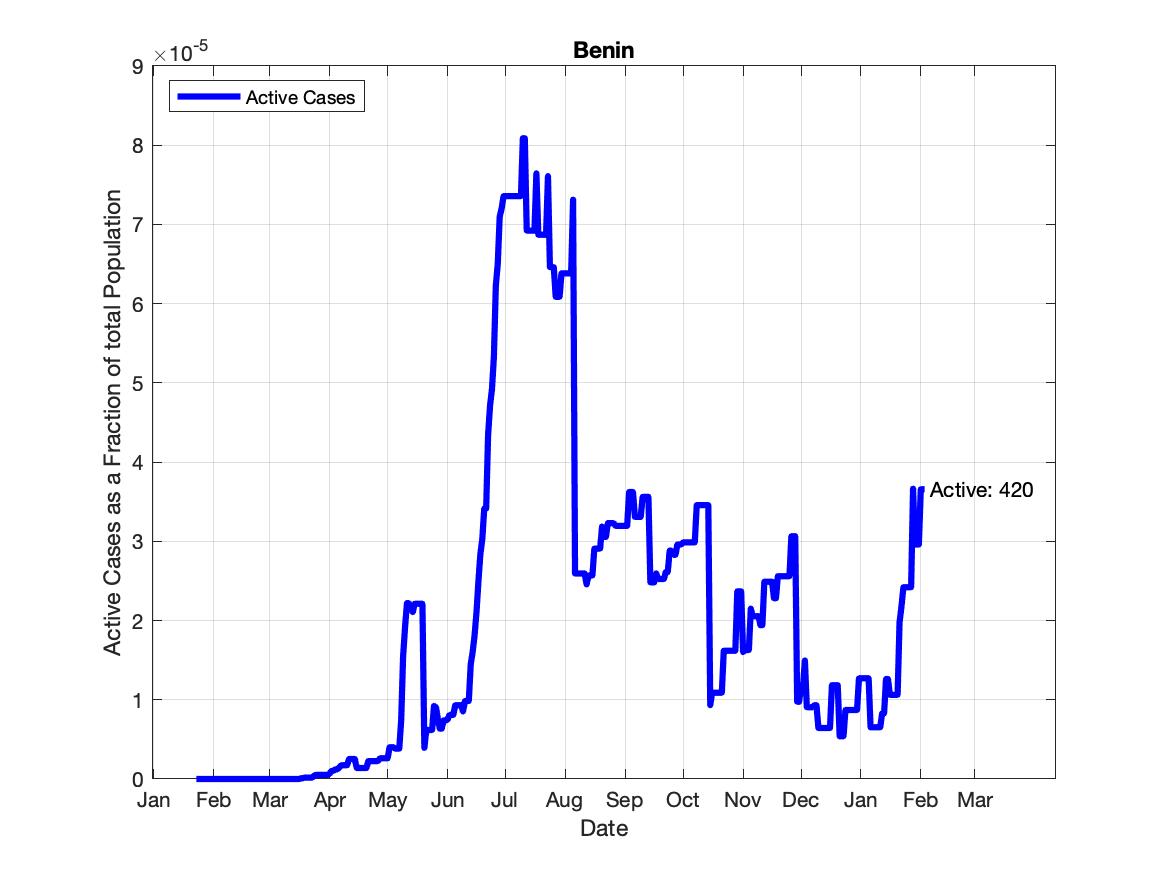 Benin
×10-5
9
8
7
6
5
4
3
2
1
0
Active Cases
Active Cases as a Fraction of total Population
Active: 420
Jan Feb Mar Apr May Jun Jul Aug Sep Oct Nov Dec Jan Feb Mar
Date